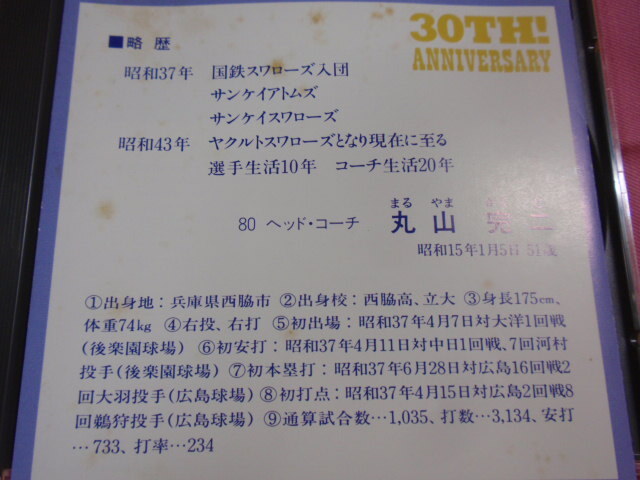 30TH!
ANNIVERSARY
■略 歴
昭和37年 国鉄スワローズ入団
サンケイアトムズ
サンケイスワローズ
昭和43年 ヤクルトスワローズとなり現在に至る
選手生活10年 コーチ生活20年
まる やま
80 ヘッド・コーチ 丸 山 完 二
昭和15年1月5日 51歳
①出身地：兵庫県西脇市 ②出身校：西脇高、立大 ③身長175cm、
体重74kg ④右投、右打 ⑤初出場：昭和37年4月7日対大洋1回戦
(後楽園球場) ⑥初安打：昭和37年4月11日対中日1回戦、7回河村
投手(後楽園球場) ⑦初本塁打：昭和37年6月28日対広島16回戦2
回大羽投手(広島球場) ⑧初打点：昭和37年4月15日対広島2回戦8
回鵜狩投手(広島球場) ⑨通算試合数…1,035、打数…3,134、安打
…733、打率…234